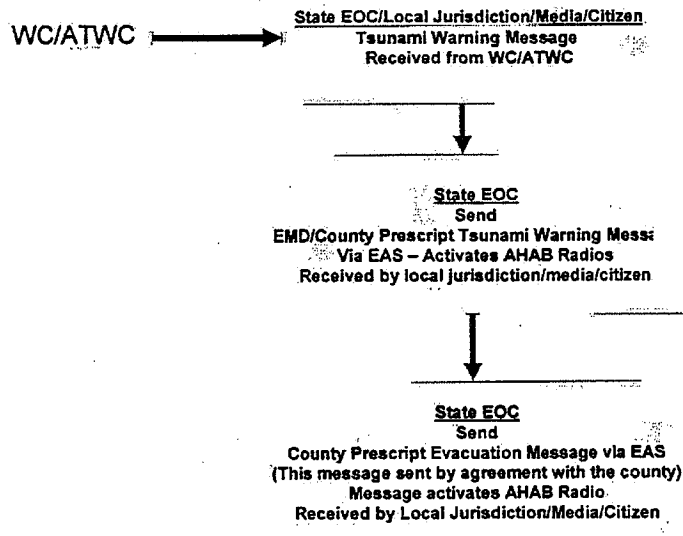 WC/ATWC
State EOC/Local Jurisdiction/Media/Citizen
Tsunami Warning Message
Received from WC/ATWC
State EOC
Send
EMD/County Prescript Tsunami Warning Messa
Via EAS – Activates AHAB Radios
Received by local jurisdiction/media/citizen
State EOC
Send
County Prescript Evacuation Message via EAS
(This message sent by agreement with the county)
Message activates AHAB Radio
Received by Local Jurisdiction/Media/Citizen